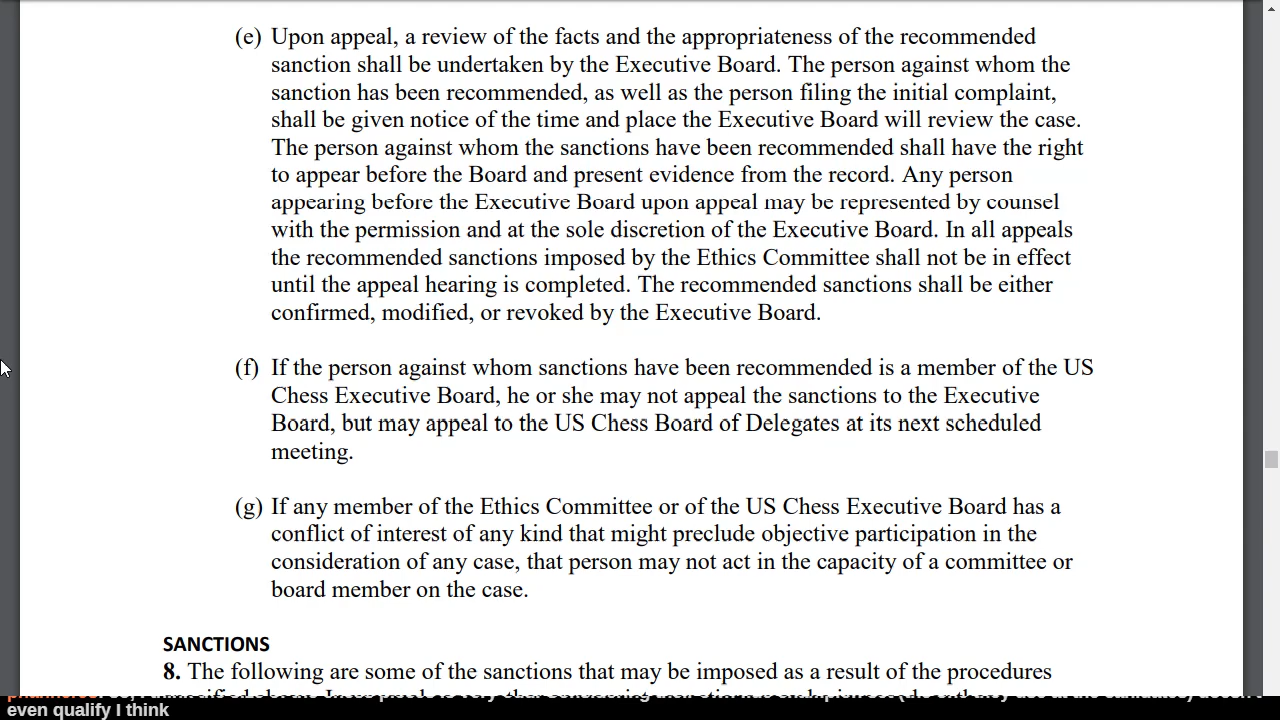 (e) Upon appeal, a review of the facts and the appropriateness of the recommended
sanction shall be undertaken by the Executive Board. The person against whom the
sanction has been recommended, as well as the person filing the initial complaint,
shall be given notice of the time and place the Executive Board will review the case.
The person against whom the sanctions have been recommended shall have the right
to appear before the Board and present evidence from the record. Any person
appearing before the Executive Board upon appeal may be represented by counsel
with the permission and at the sole discretion of the Executive Board. In all appeals
the recommended sanctions imposed by the Ethics Committee shall not be in effect
until the appeal hearing is completed. The recommended sanctions shall be either
confirmed, modified, or revoked by the Executive Board.
(f) If the person against whom sanctions have been recommended is a member of the US
Chess Executive Board, he or she may not appeal the sanctions to the Executive
Board, but may appeal to the US Chess Board of Delegates at its next scheduled
meeting.
(g) If any member of the Ethics Committee or of the US Chess Executive Board has a
conflict of interest of any kind that might preclude objective participation in the
consideration of any case, that person may not act in the capacity of a committee or
board member on the case.
SANCTIONS
8. The following are some of the sanctions that may be imposed as a result of the procedures
even qualify I think